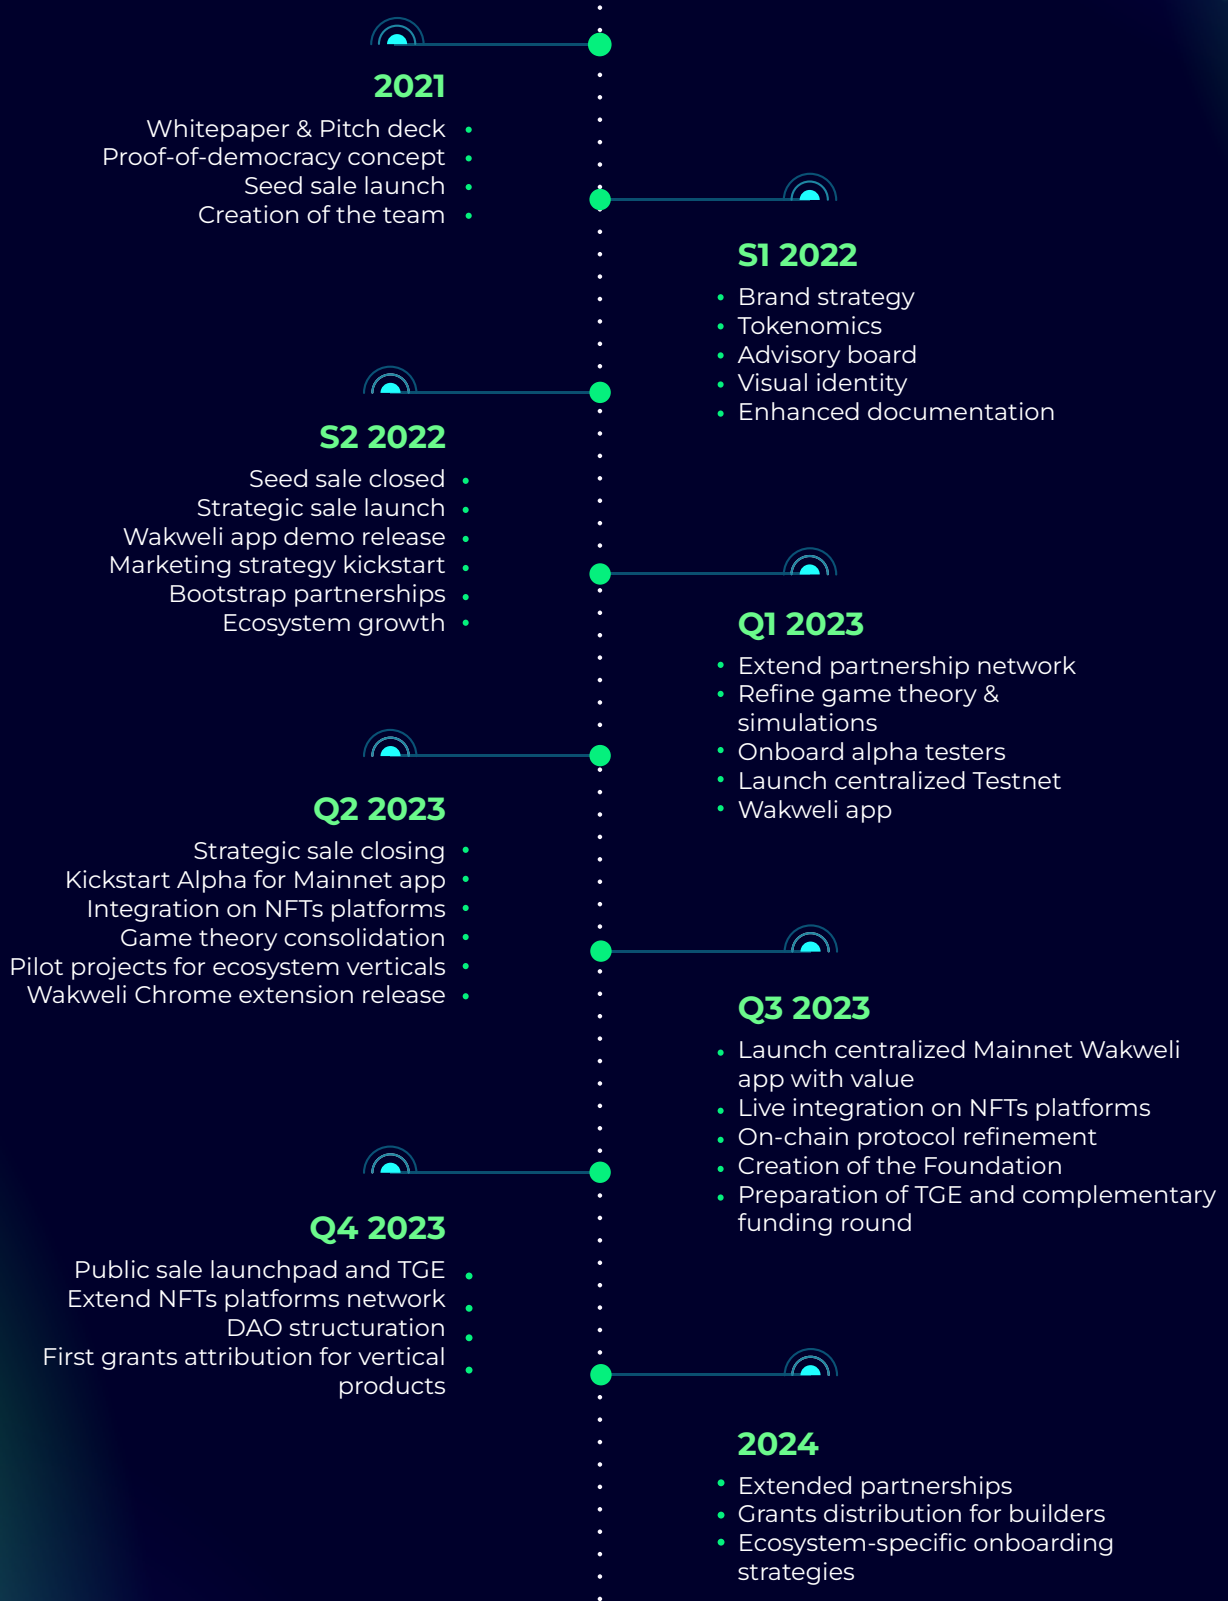 2021
Whitepaper & Pitch deck
Proof-of-democracy concept
Seed sale launch
Creation of the team
S1 2022
Brand strategy
Tokenomics
Advisory board
Visual identity
Enhanced documentation
S2 2022
Seed sale closed
Strategic sale launch
Wakweli app demo release
Marketing strategy kickstart
Bootstrap partnerships
Ecosystem growth
Q1 2023
Extend partnership network
Refine game theory &
simulations
Onboard alpha testers
Launch centralized Testnet
Wakweli app
Q2 2023
Strategic sale closing
Kickstart Alpha for Mainnet app
Integration on NFTs platforms
Game theory consolidation
Pilot projects for ecosystem verticals
Wakweli Chrome extension release
Q3 2023
Launch centralized Mainnet Wakweli
app with value
Live integration on NFTs platforms
On-chain protocol refinement
Creation of the Foundation
Preparation of TGE and complementary
funding round
Q4 2023
Public sale launchpad and TGE
Extend NFTs platforms network
DAO structuration
First grants attribution for vertical
products
2024
Extended partnerships
Grants distribution for builders
Ecosystem-specific onboarding
strategies